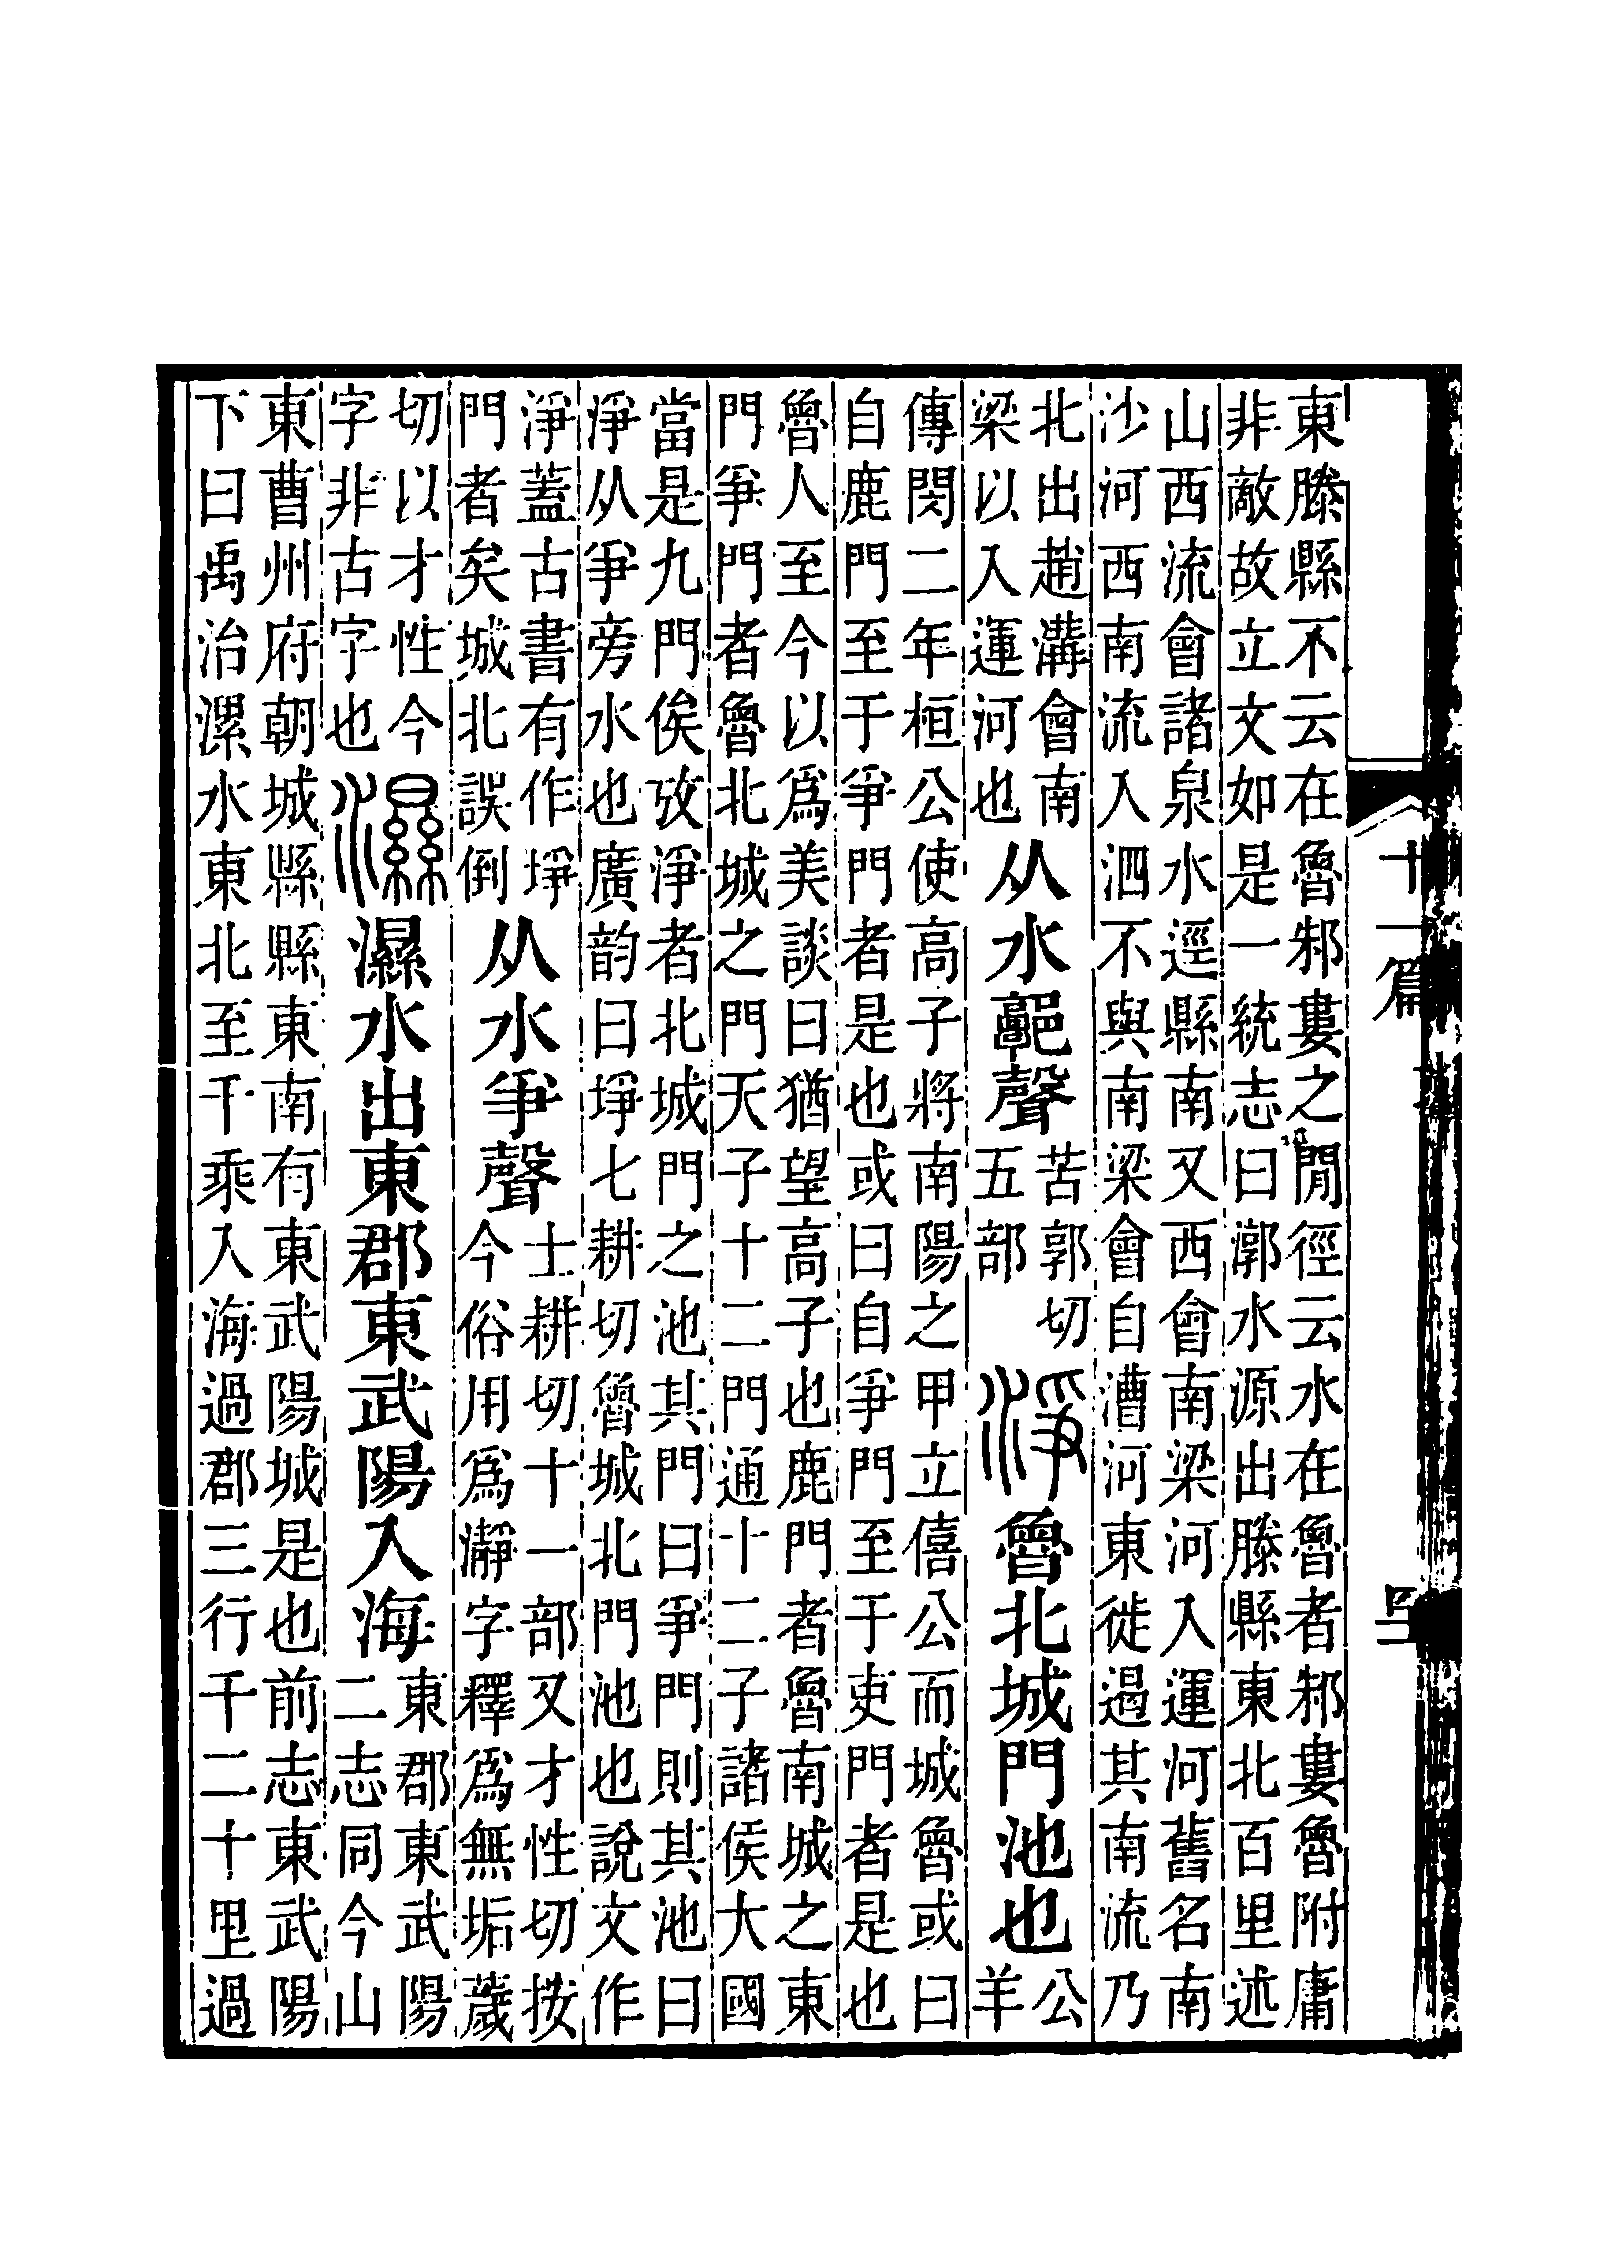 東滕縣不云在魯邾婁之閒徑云水在魯者邾婁魯附庸
非敵故立文如是一統志曰漷水源出滕縣東北百里述
山西流會諸泉水逕縣南又西會南梁河入運河舊名南
沙河西南流入泗不與南梁會自漕河東徙遏其南流乃
北出趙溝會南
梁以入運河也
从水郭聲
苦郭切
五部
淨
魯北城門池也
公
羊
傳閔二年桓公使高子將南陽之甲立僖公而城魯或曰
自鹿門至于爭門者是也或曰自爭門至于吏門者是也
魯人至今以爲美談曰猶望高子也鹿門者魯南城之東
門爭門者魯北城之門天子十二門通十二子諸侯大國
當是九門俟攷淨者北城門之池其門曰爭門則其池曰
淨从爭旁水也廣韵曰埩七耕切魯城北門池也說文作
淨蓋古書有作埩
門者矣城北誤倒
从水爭聲
士耕切十一部又才性切按
今俗用爲瀞字釋爲無垢薉
切以才性今
字非古字也
濕
濕水出東郡東武陽入海
東郡東武陽
二志同今山
東曹州府朝城縣縣東南有東武陽城是也前志東武陽
下曰禹治漯水東北至千乘入海過郡三行千二十里過
十一篇